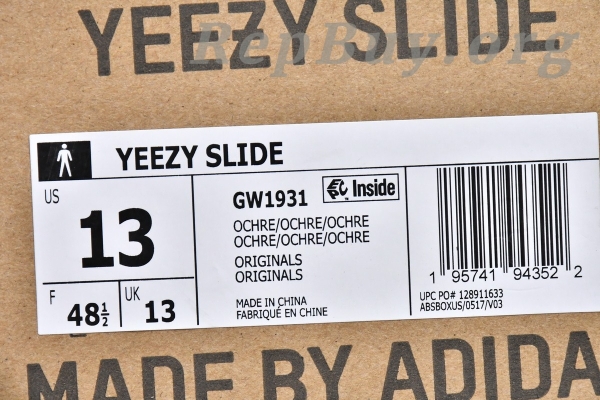 YEEZY SLIDE
RepBuy.org
YEEZY SLIDE
US
13
F 48½
UK 13
GW1931
EPC Inside
OCHRE/OCHRE/OCHRE
OCHRE/OCHRE/OCHRE
ORIGINALS
ORIGINALS
MADE IN CHINA
FABRIQUÉ EN CHINE
1 95741 94352 2
UPC PO# 128911633
ABSBOXUS/0517/V03
MADE BY ADIDA